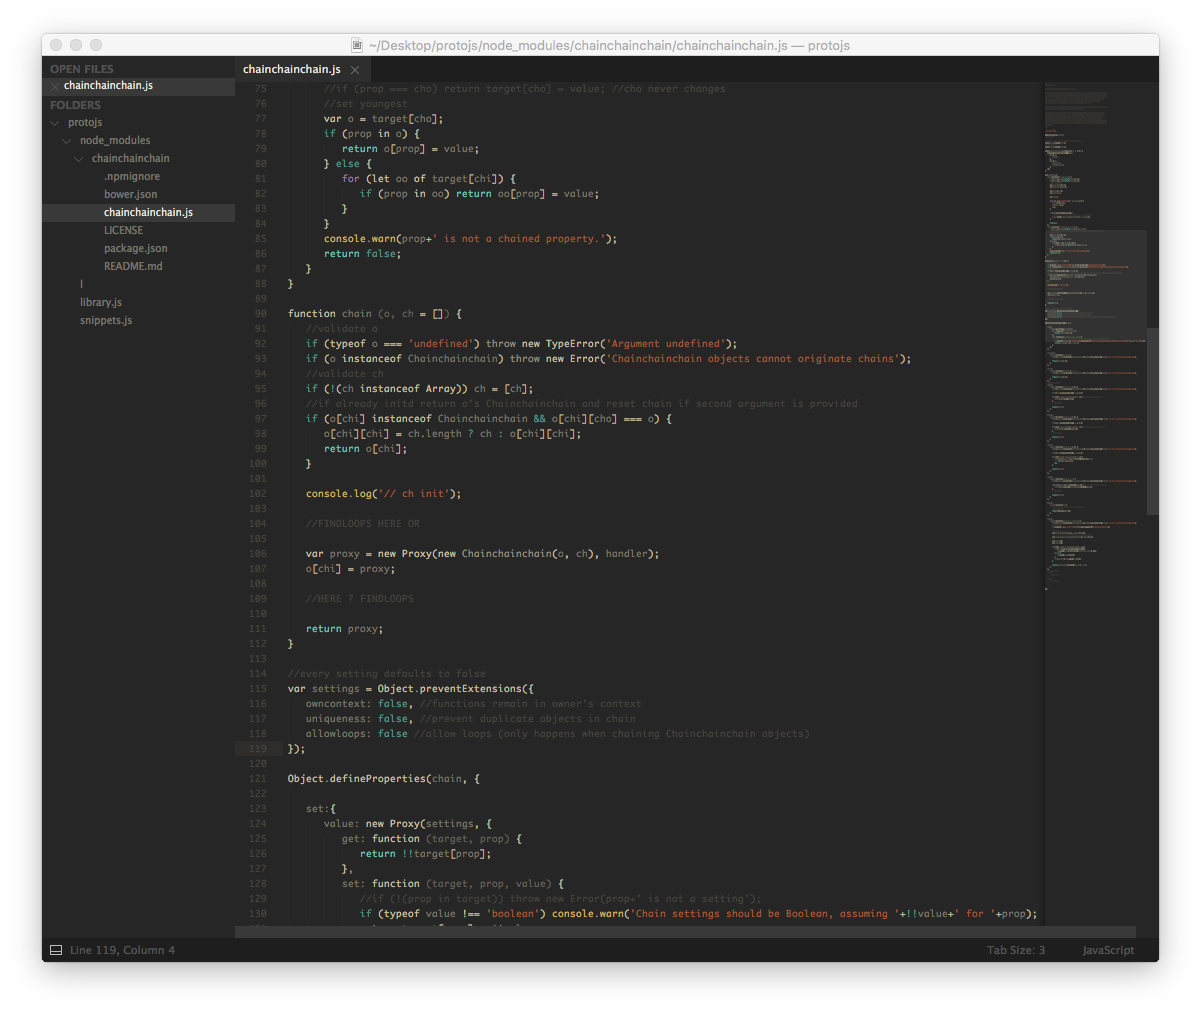 ~/Desktop/protojs/node_modules/chainchainchain/chainchainchain.js — protojs
OPEN FILES
chainchainchain.js
FOLDERS
protojs
node_modules
chainchainchain
.npmignore
bower.json
chainchainchain.js
LICENSE
package.json
README.md
l
library.js
snippets.js
chainchainchain.js
75 //if (prop === cho) return target[cho] = value; //cho never changes
76 //set youngest
77 var o = target[cho];
78 if (prop in o) {
79 return o[prop] = value;
80 } else {
81 for (let oo of target[chi]) {
82 if (prop in oo) return oo[prop] = value;
83 }
84 }
85 console.warn(prop+' is not a chained property.');
86 return false;
87 }
88 }
89
90 function chain (o, ch = []) {
91 //validate o
92 if (typeof o === 'undefined') throw new TypeError('Argument undefined');
93 if (o instanceof Chainchainchain) throw new Error('Chainchainchain objects cannot originate chains');
94 //validate ch
95 if (!(ch instanceof Array)) ch = [ch];
96 //if already initd return o's Chainchainchain and reset chain if second argument is provided
97 if (o[chi] instanceof Chainchainchain && o[chi][cho] === o) {
98 o[chi][chi] = ch.length ? ch : o[chi][chi];
99 return o[chi];
100 }
101
102 console.log('// ch init');
103
104 //FINDLOOPS HERE OR
105
106 var proxy = new Proxy(new Chainchainchain(o, ch), handler);
107 o[chi] = proxy;
108
109 //HERE ? FINDLOOPS
110
111 return proxy;
112 }
113
114 //every setting defaults to false
115 var settings = Object.preventExtensions({
116 owncontext: false, //functions remain in owner's context
117 uniqueness: false, //prevent duplicate objects in chain
118 allowloops: false //allow loops (only happens when chaining Chainchainchain objects)
119 });
120
121 Object.defineProperties(chain, {
122
123 set:{
124 value: new Proxy(settings, {
125 get: function (target, prop) {
126 return !!target[prop];
127 },
128 set: function (target, prop, value) {
129 //if (!(prop in target)) throw new Error(prop+' is not a setting');
130 if (typeof value !== 'boolean') console.warn('Chain settings should be Boolean, assuming '+!!value+' for '+prop);
Line 119, Column 4
Tab Size: 3
JavaScript